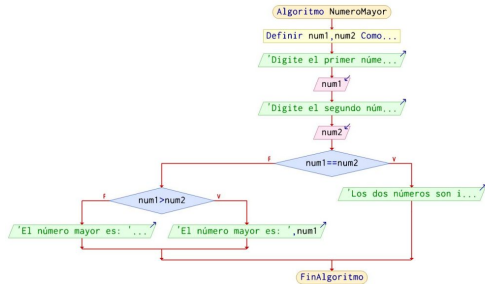 Algoritmo NumeroMayor
Definir num1,num2 Como...
'Digite el primer núme...
num1
'Digite el segundo núm...
num2
num1==num2
F
V
num1>num2
F
V
'Los dos números son i...
'El número mayor es: '...
'El número mayor es: ',num1
FinAlgoritmo